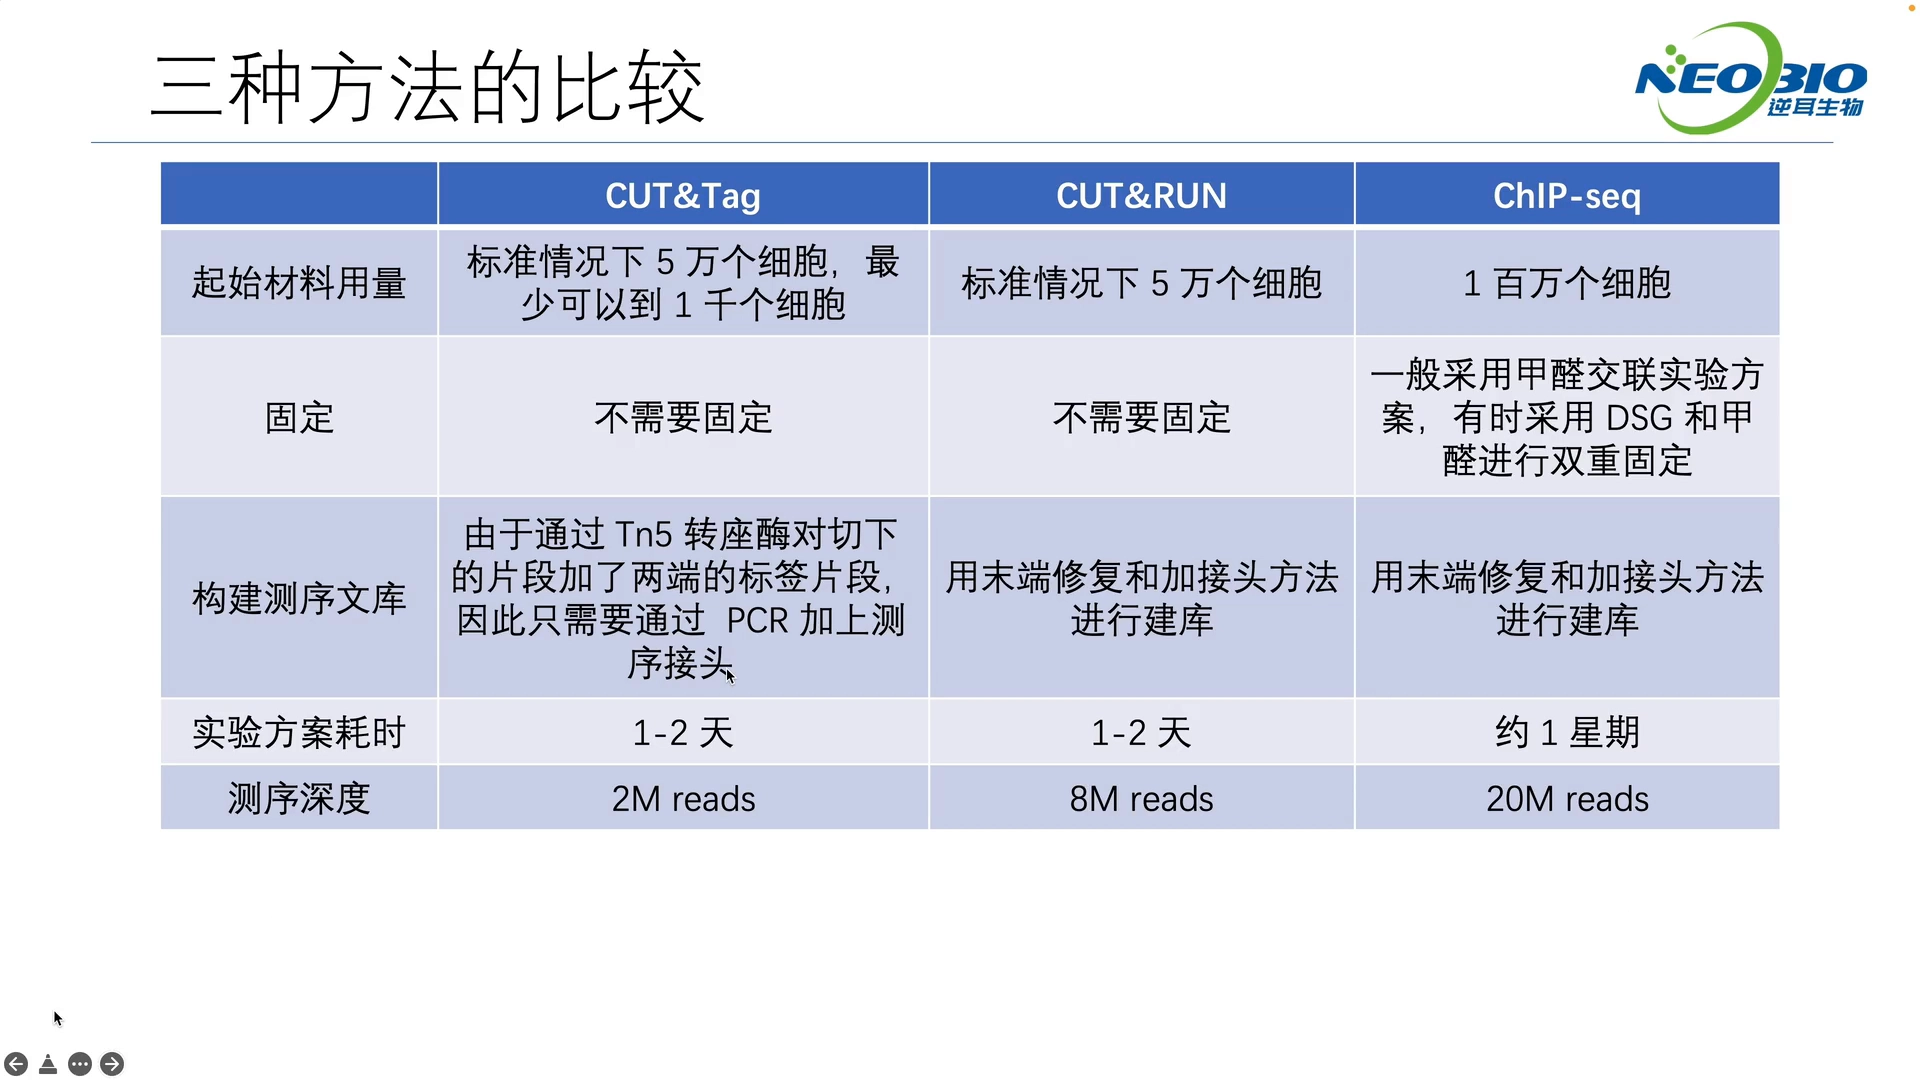 三种方法的比较
NEOBIO
逆耳生物
CUT&Tag
CUT&RUN
ChIP-seq
起始材料用量
标准情况下 5 万个细胞，最
少可以到 1 千个细胞
标准情况下 5 万个细胞
1 百万个细胞
固定
不需要固定
不需要固定
一般采用甲醛交联实验方
案，有时采用 DSG 和甲
醛进行双重固定
构建测序文库
由于通过 Tn5 转座酶对切下
的片段加了两端的标签片段，
因此只需要通过 PCR 加上测
序接头
用末端修复和加接头方法
进行建库
用末端修复和加接头方法
进行建库
实验方案耗时
1-2 天
1-2 天
约 1 星期
测序深度
2M reads
8M reads
20M reads